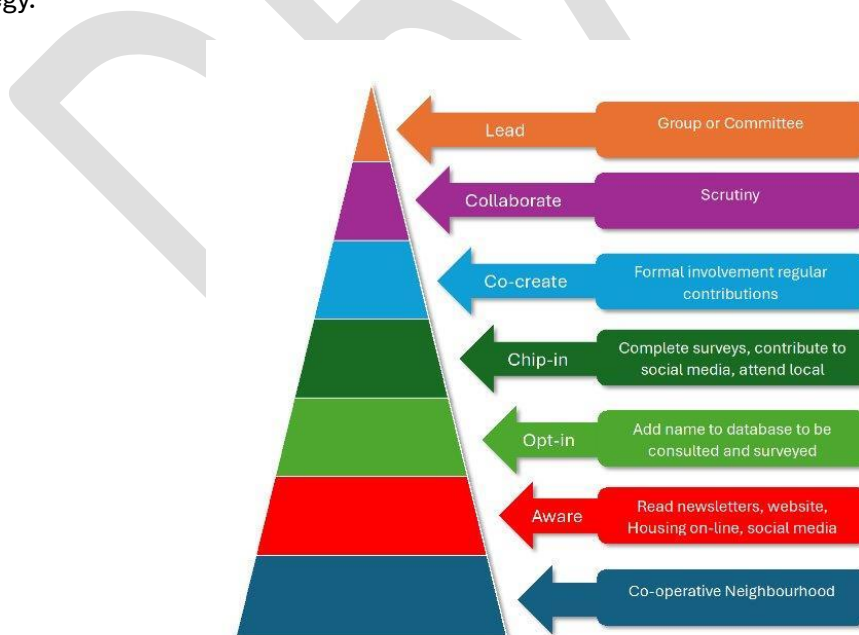 Lead
Group or Committee
Collaborate
Scrutiny
Co-create
Formal involvement regular
contributions
Chip-in
Complete surveys, contribute to
social media, attend local
Opt-in
Add name to database to be
consulted and surveyed
Aware
Read newsletters, website,
Housing on-line, social media
Co-operative Neighbourhood